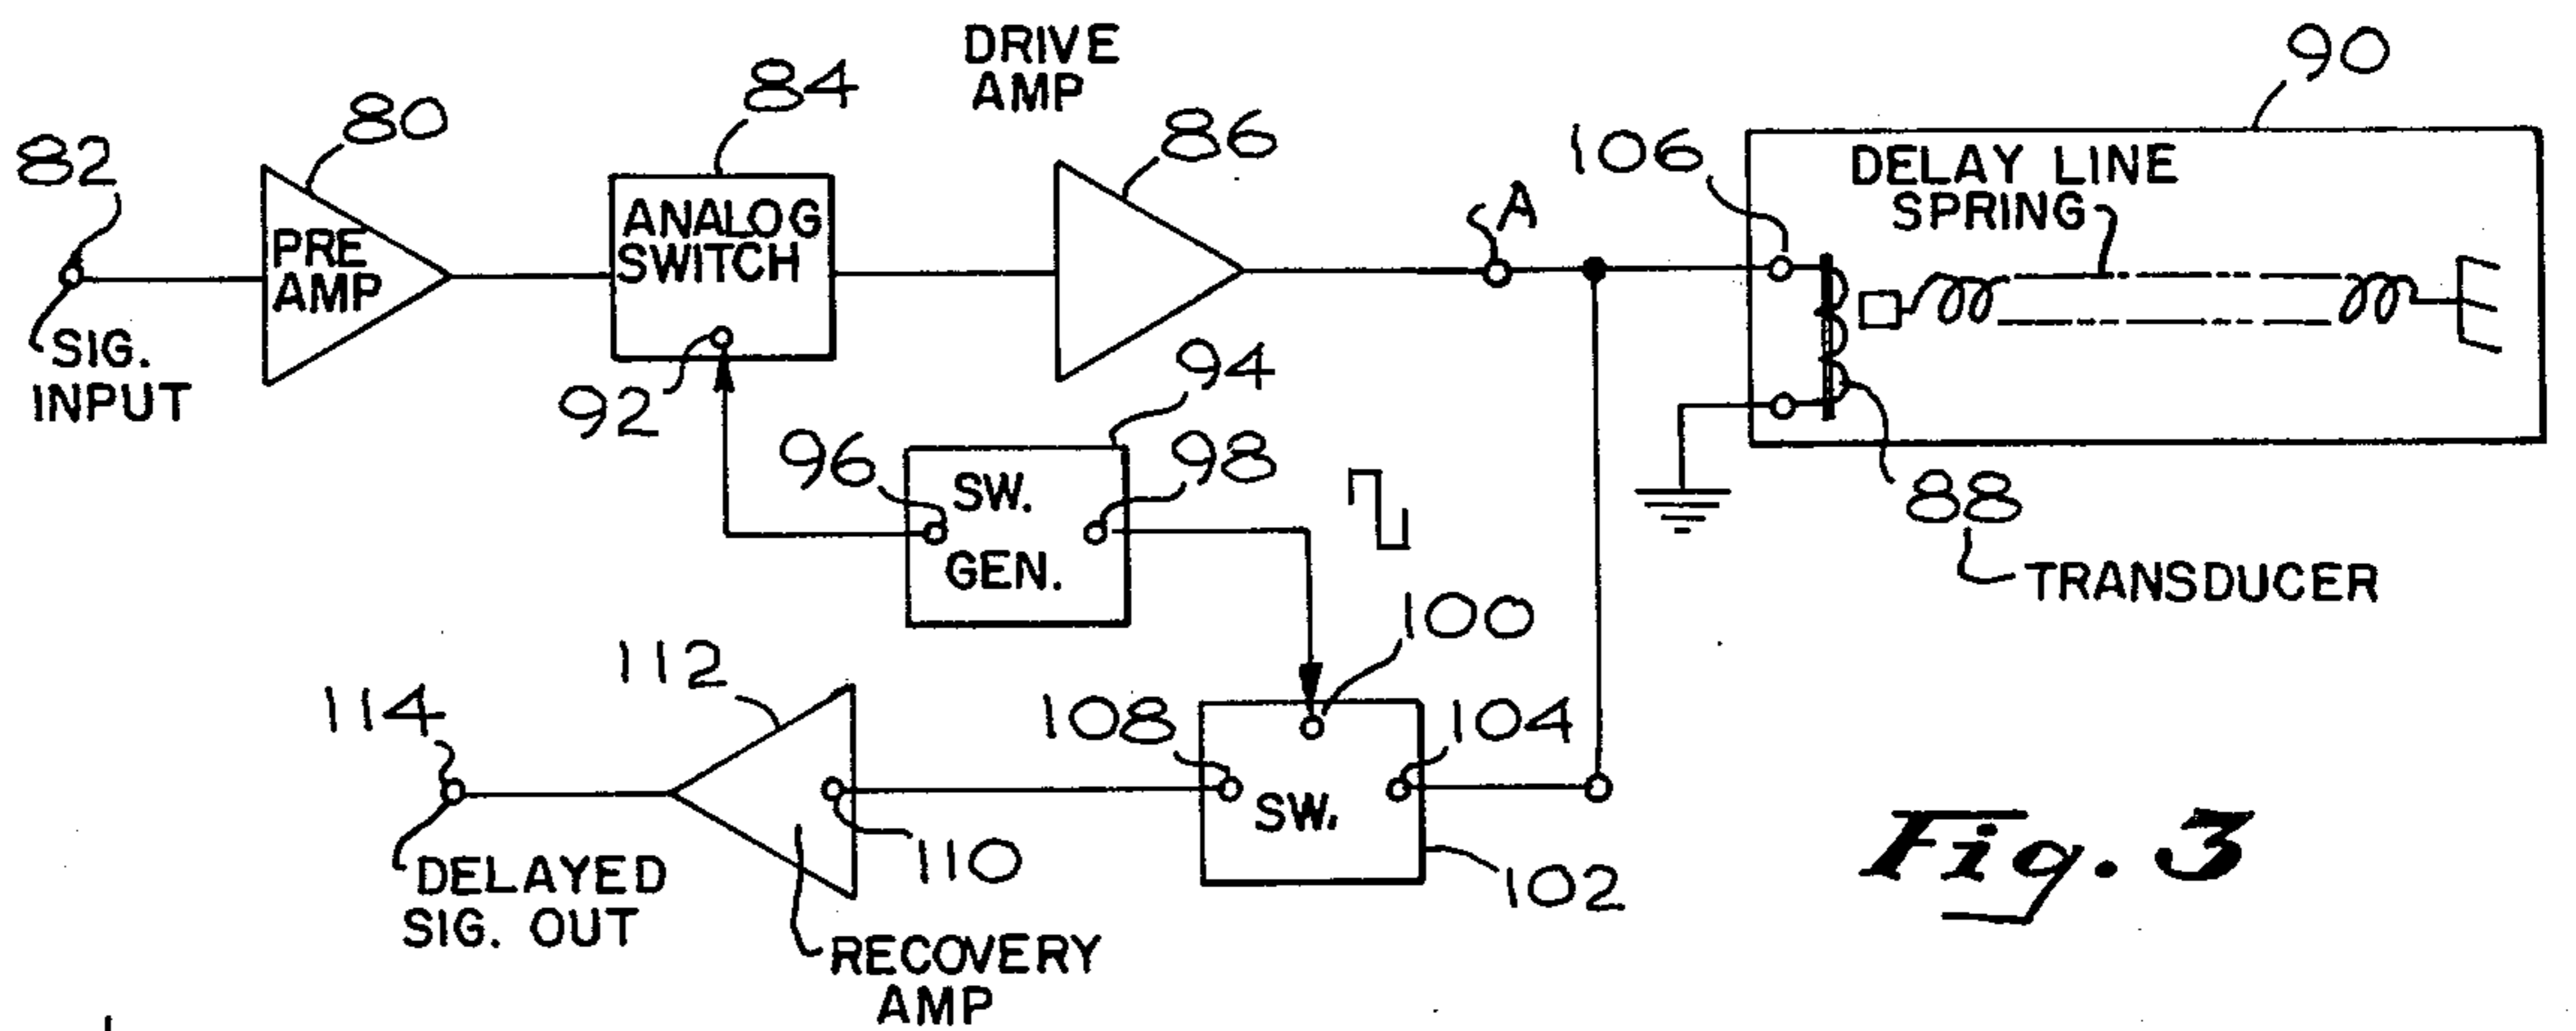 DRIVE
AMP
82
80
84
86
A
106
90
DELAY LINE
SPRING
PRE
AMP
ANALOG
SWITCH
SIG.
INPUT
92
94
96
98
SW.
GEN.
88
TRANSDUCER
100
112
114
108
104
SW.
110
102
DELAYED
SIG. OUT
RECOVERY
AMP
Fig. 3